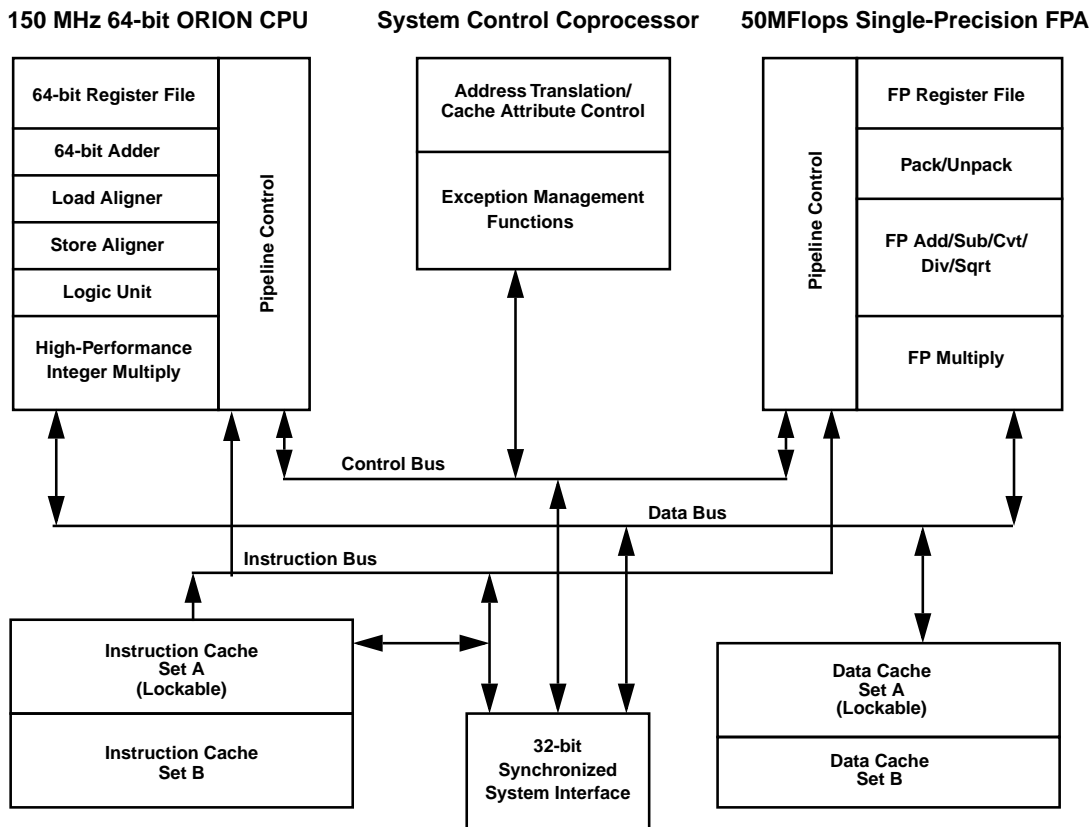 150 MHz 64-bit ORION CPU
System Control Coprocessor
50MFlops Single-Precision FPA
64-bit Register File
64-bit Adder
Load Aligner
Store Aligner
Logic Unit
High-Performance
Integer Multiply
Pipeline Control
Address Translation/
Cache Attribute Control
Exception Management
Functions
Pipeline Control
FP Register File
Pack/Unpack
FP Add/Sub/Cvt/
Div/Sqrt
FP Multiply
Control Bus
Data Bus
Instruction Bus
Instruction Cache
Set A
(Lockable)
Instruction Cache
Set B
32-bit
Synchronized
System Interface
Data Cache
Set A
(Lockable)
Data Cache
Set B